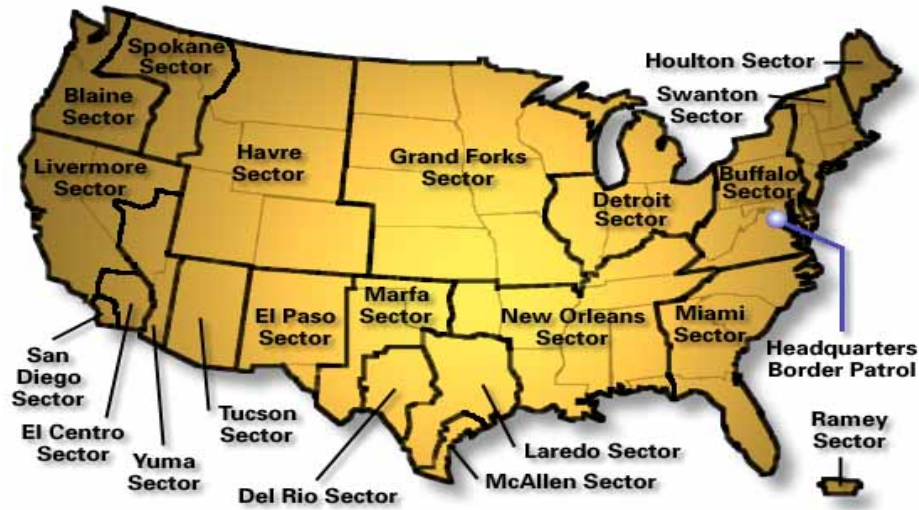 Spokane
Sector
Houlton Sector
Swanton
Sector
Blaine
Sector
Livermore
Sector
Havre
Sector
Grand Forks
Sector
Detroit
Sector
Buffalo
Sector
El Paso
Sector
Marfa
Sector
New Orleans
Sector
Miami
Sector
Headquarters
Border Patrol
San
Diego
Sector
El Centro
Sector
Yuma
Sector
Tucson
Sector
Del Rio Sector
Laredo Sector
McAllen Sector
Ramey
Sector